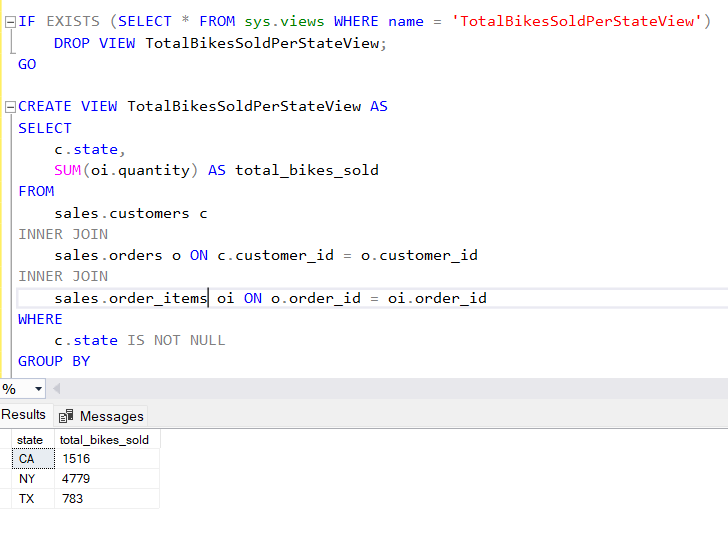 IF EXISTS (SELECT * FROM sys.views WHERE name = 'TotalBikesSoldPerStateView')
DROP VIEW TotalBikesSoldPerStateView;
GO
CREATE VIEW TotalBikesSoldPerStateView AS
SELECT
c.state,
SUM(oi.quantity) AS total_bikes_sold
FROM
sales.customers c
INNER JOIN
sales.orders o ON c.customer_id = o.customer_id
INNER JOIN
sales.order_items oi ON o.order_id = oi.order_id
WHERE
c.state IS NOT NULL
GROUP BY
%
Results Messages
state total_bikes_sold
CA 1516
NY 4779
TX 783